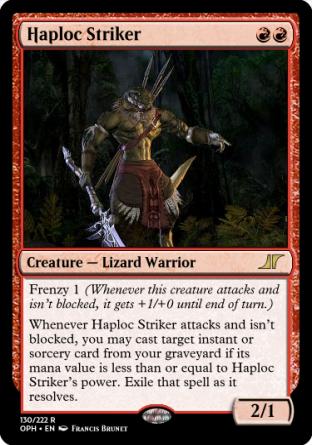 Haploc Striker
Creature — Lizard Warrior
Frenzy 1 (Whenever this creature attacks and
isn't blocked, it gets +1/+0 until end of turn.)
Whenever Haploc Striker attacks and isn't
blocked, you may cast target instant or
sorcery card from your graveyard if its
mana value is less than or equal to Haploc
Striker's power. Exile that spell as it
resolves.
2/1
130/222 R
OPH • EN Francis Brunet